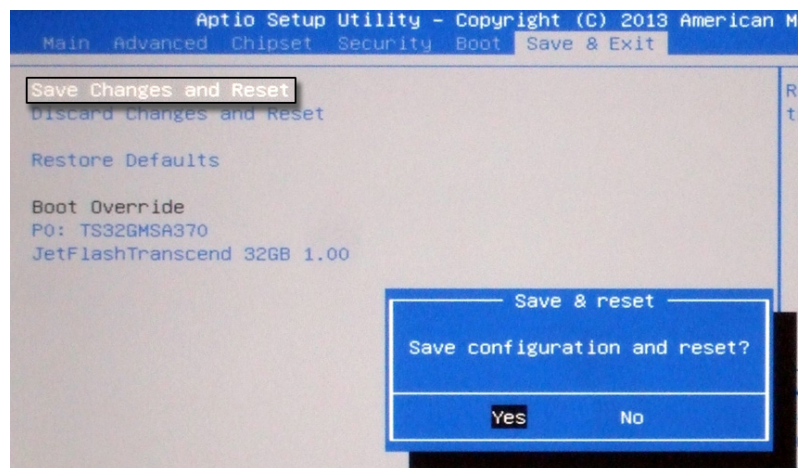 Aptio Setup Utility – Copyright (C) 2013 American M
Main Advanced Chipset Security Boot Save & Exit
Save Changes and Reset
Discard Changes and Reset
Restore Defaults
Boot Override
P0: TS32GMSA370
JetFlashTranscend 32GB 1.00
R
t
Save & reset
Save configuration and reset?
Yes No